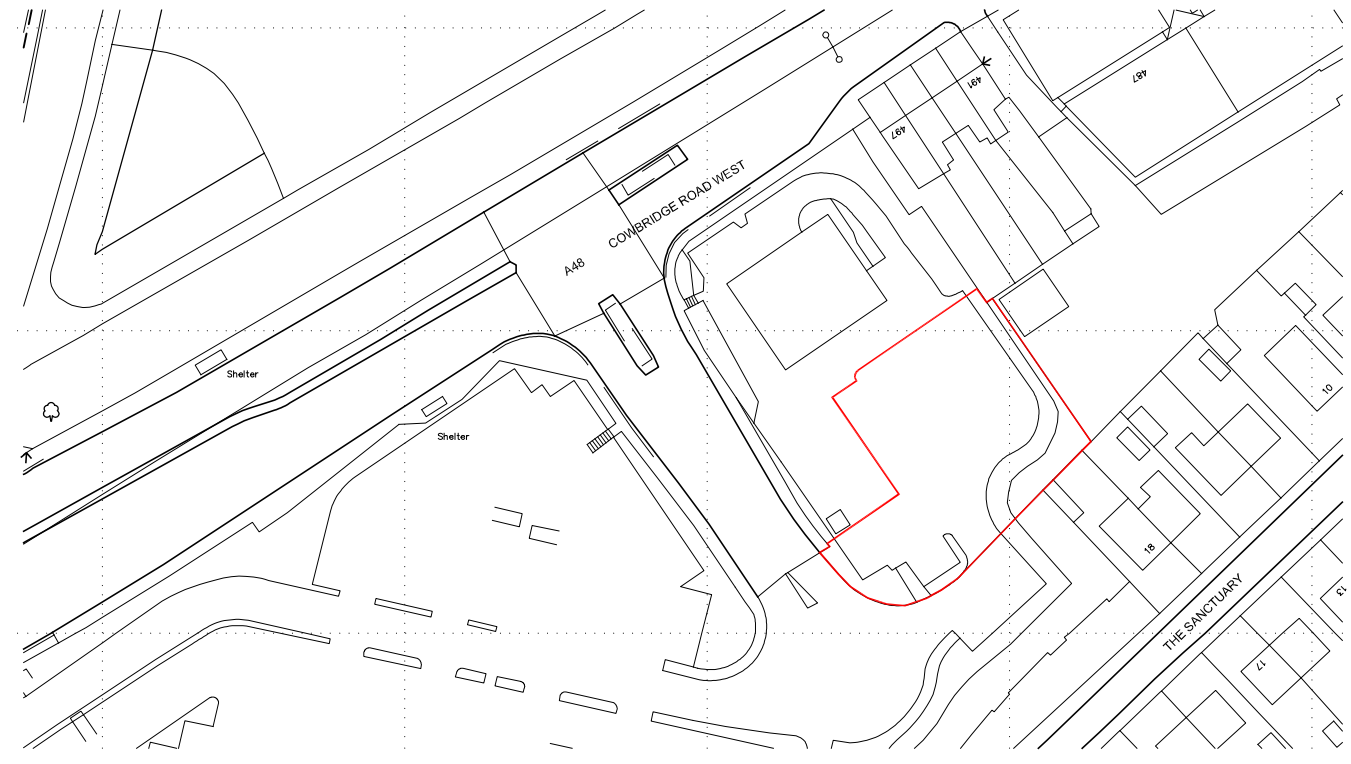 487
491
497
COWBRIDGE ROAD WEST
A48
Shelter
10
Shelter
18
13
THE SANCTUARY
17